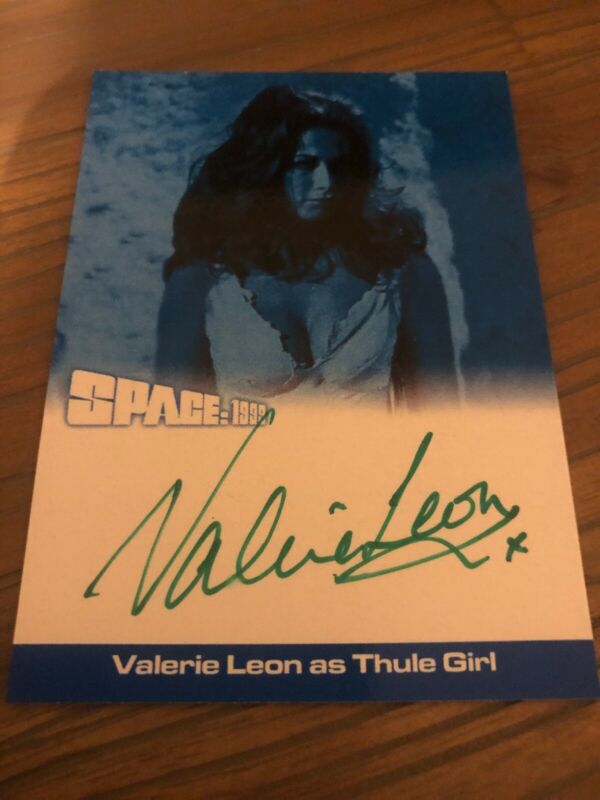 SPACE: 1999
Valerie Leon x
Valerie Leon as Thule Girl